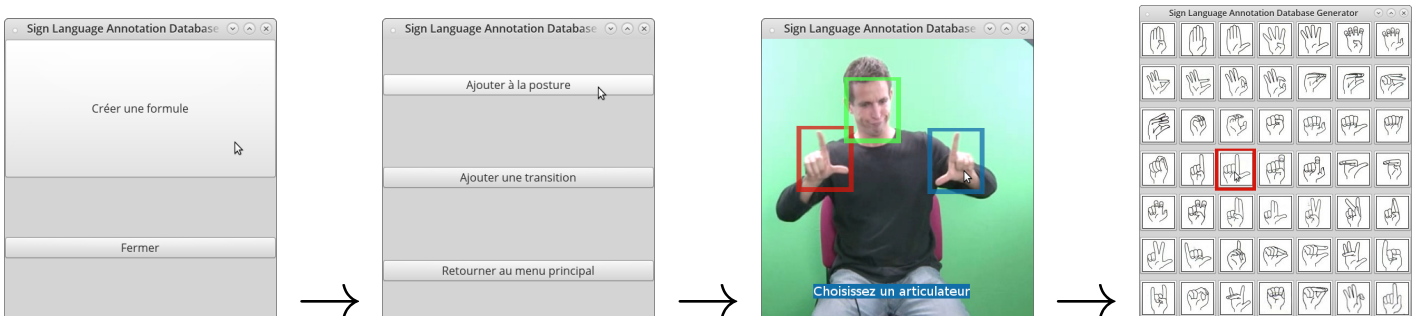 Sign Language Annotation Database
Créer une formule
Fermer
Sign Language Annotation Database
Ajouter à la posture
Ajouter une transition
Retourner au menu principal
Sign Language Annotation Database
Choisissez un articulateur
Sign Language Annotation Database Generator